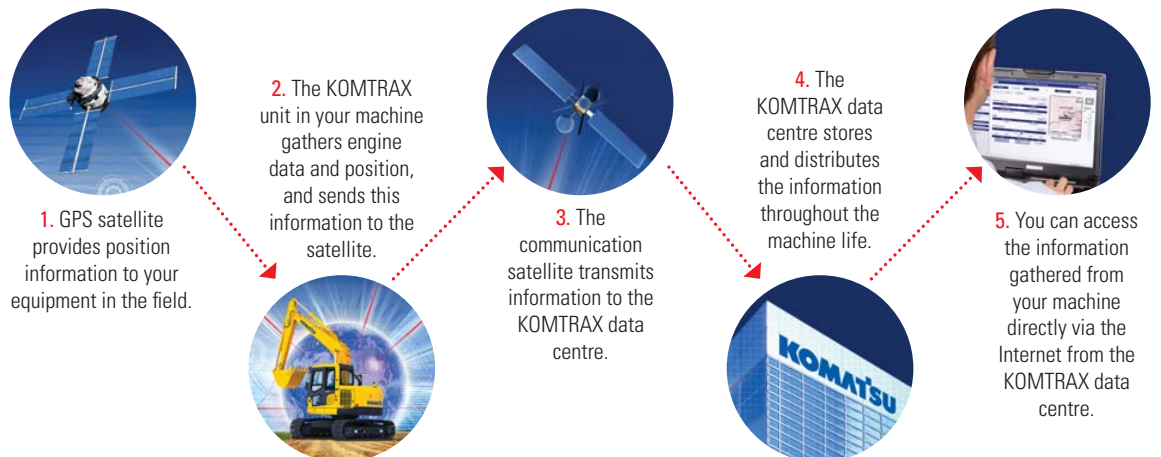 1. GPS satellite
provides position
information to your
equipment in the field.
2. The KOMTRAX
unit in your machine
gathers engine
data and position,
and sends this
information to the
satellite.
3. The
communication
satellite transmits
information to the
KOMTRAX data
centre.
4. The
KOMTRAX data
centre stores
and distributes
the information
throughout the
machine life.
KOMATSU
5. You can access
the information
gathered from
your machine
directly via the
Internet from the
KOMTRAX data
centre.